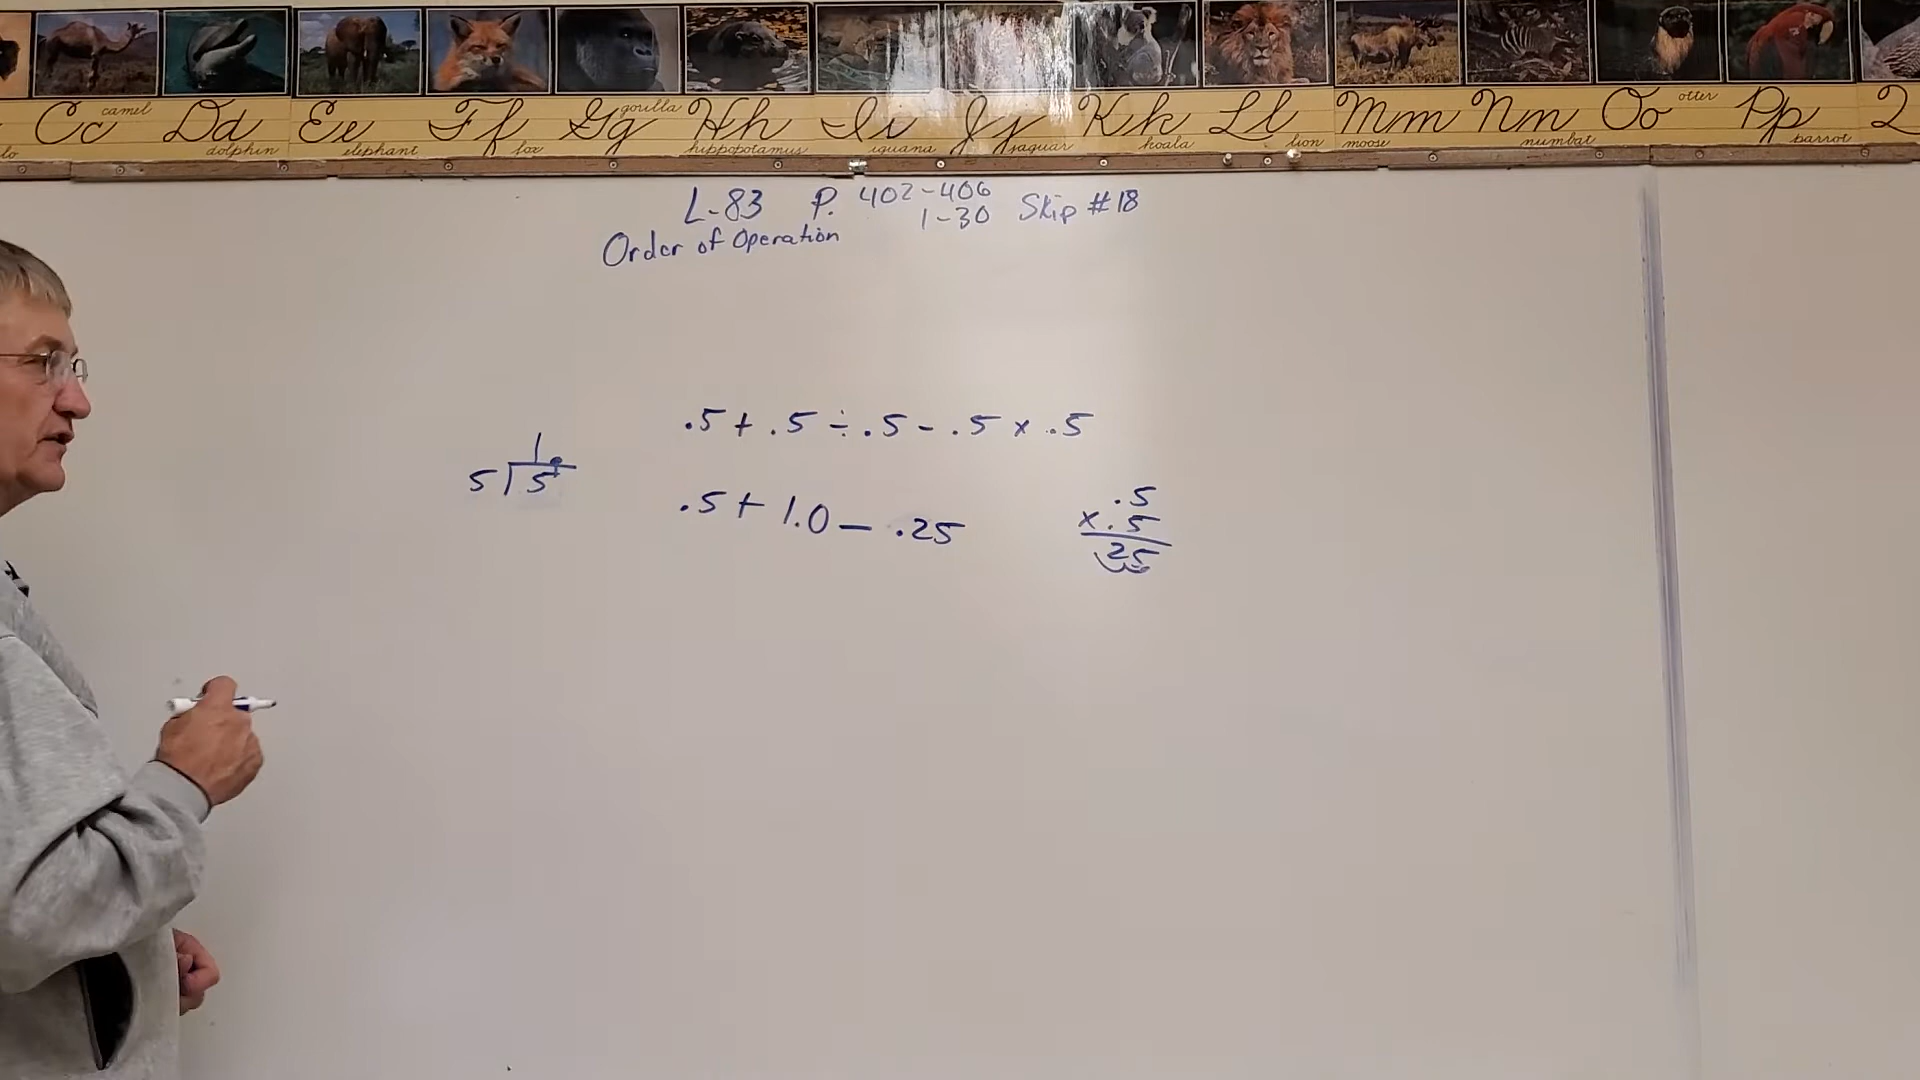 Cc camel Dd dolphin Ee elephant Ff fox Gg gorilla Hh hippopotamus Ii iguana Jj jaguar Kk koala Ll lion Mm moose Nn numbat Oo otter Pp parrot Q
L-83 P. 402-406
1-30 Skip #18
Order of Operation
.5 + .5 ÷ .5 - .5 x .5
1.
5 5
.5 + 1.0 - .25
.5
x .5
25